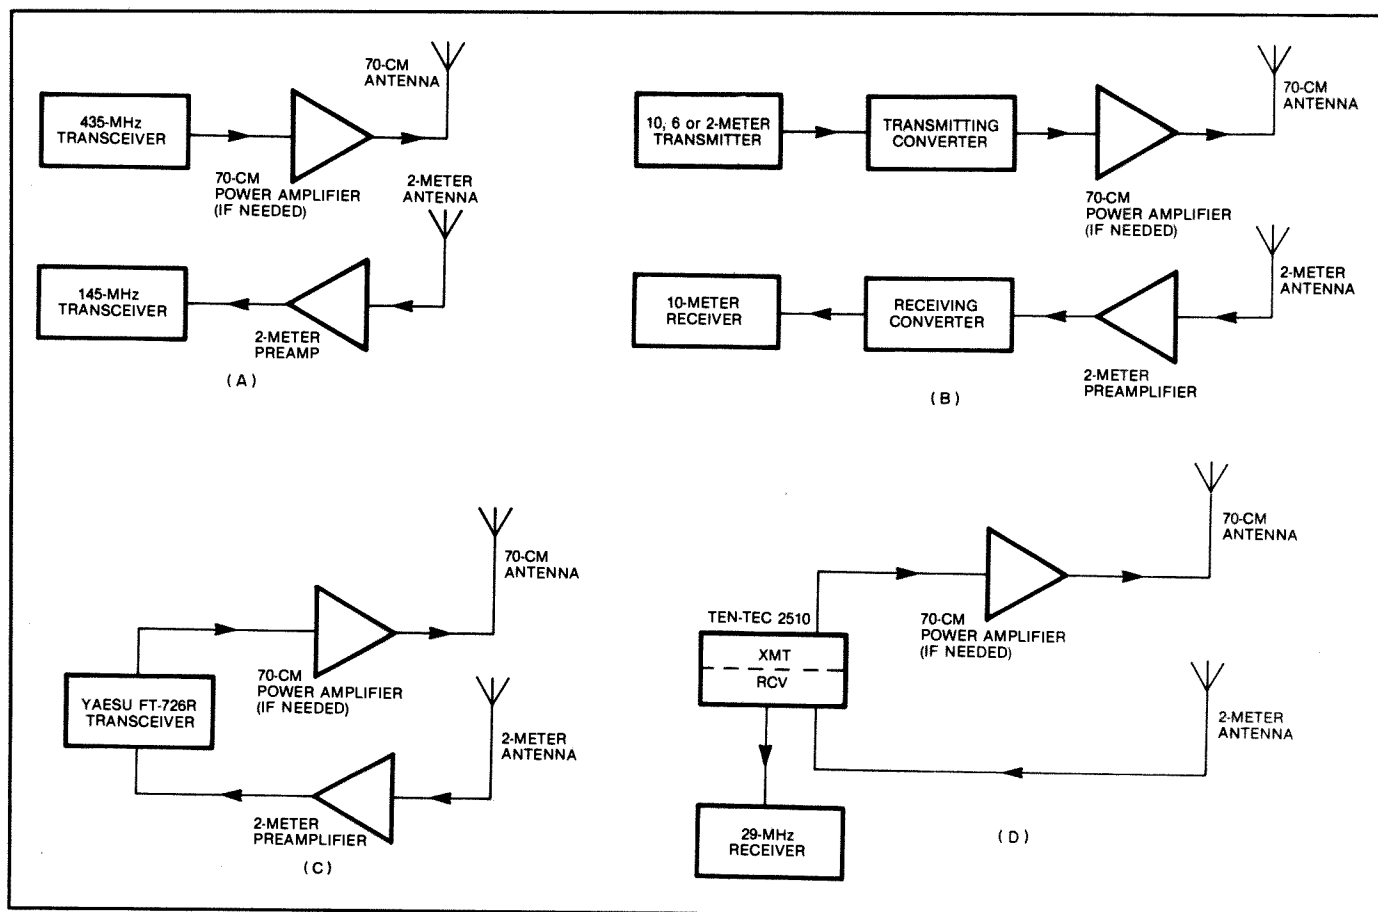 70-CM
ANTENNA
435-MHz
TRANSCEIVER
70-CM
POWER AMPLIFIER
(IF NEEDED)
2-METER
ANTENNA
145-MHz
TRANSCEIVER
2-METER
PREAMP
(A)
70-CM
ANTENNA
10, 6 or 2-METER
TRANSMITTER
TRANSMITTING
CONVERTER
70-CM
POWER AMPLIFIER
(IF NEEDED)
2-METER
ANTENNA
10-METER
RECEIVER
RECEIVING
CONVERTER
2-METER
PREAMPLIFIER
(B)
70-CM
ANTENNA
70-CM
POWER AMPLIFIER
(IF NEEDED)
YAESU FT-726R
TRANSCEIVER
2-METER
ANTENNA
2-METER
PREAMPLIFIER
(C)
70-CM
ANTENNA
TEN-TEC 2510
70-CM
POWER AMPLIFIER
(IF NEEDED)
XMT
RCV
2-METER
ANTENNA
29-MHz
RECEIVER
(D)